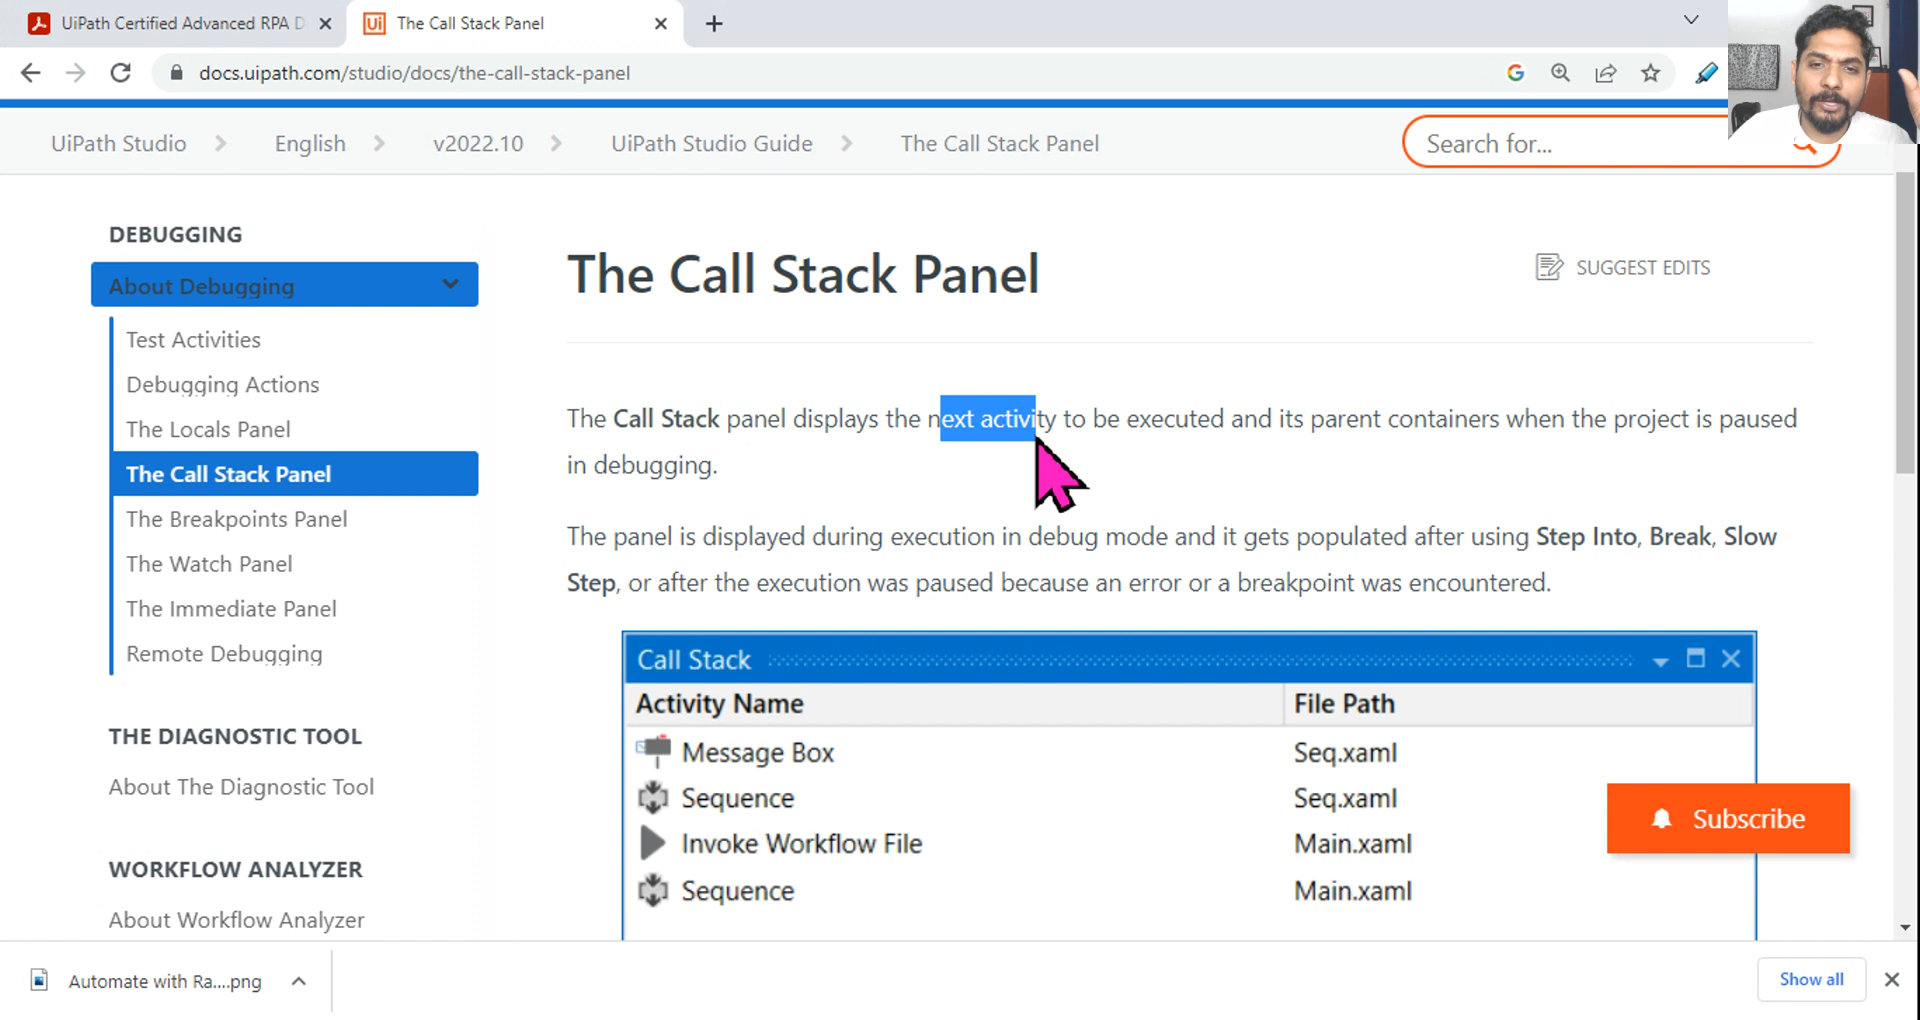 UiPath Certified Advanced RPA D
The Call Stack Panel
docs.uipath.com/studio/docs/the-call-stack-panel
UiPath Studio
English
v2022.10
UiPath Studio Guide
The Call Stack Panel
Search for...
DEBUGGING
About Debugging
Test Activities
Debugging Actions
The Locals Panel
The Call Stack Panel
The Breakpoints Panel
The Watch Panel
The Immediate Panel
Remote Debugging
THE DIAGNOSTIC TOOL
About The Diagnostic Tool
WORKFLOW ANALYZER
About Workflow Analyzer
The Call Stack Panel
SUGGEST EDITS
The Call Stack panel displays the next activity to be executed and its parent containers when the project is paused
in debugging.
The panel is displayed during execution in debug mode and it gets populated after using Step Into, Break, Slow
Step, or after the execution was paused because an error or a breakpoint was encountered.
Call Stack
Activity Name File Path
Message Box Seq.xaml
Sequence Seq.xaml
Invoke Workflow File Main.xaml
Sequence Main.xaml
Subscribe
Automate with Ra....png
Show all